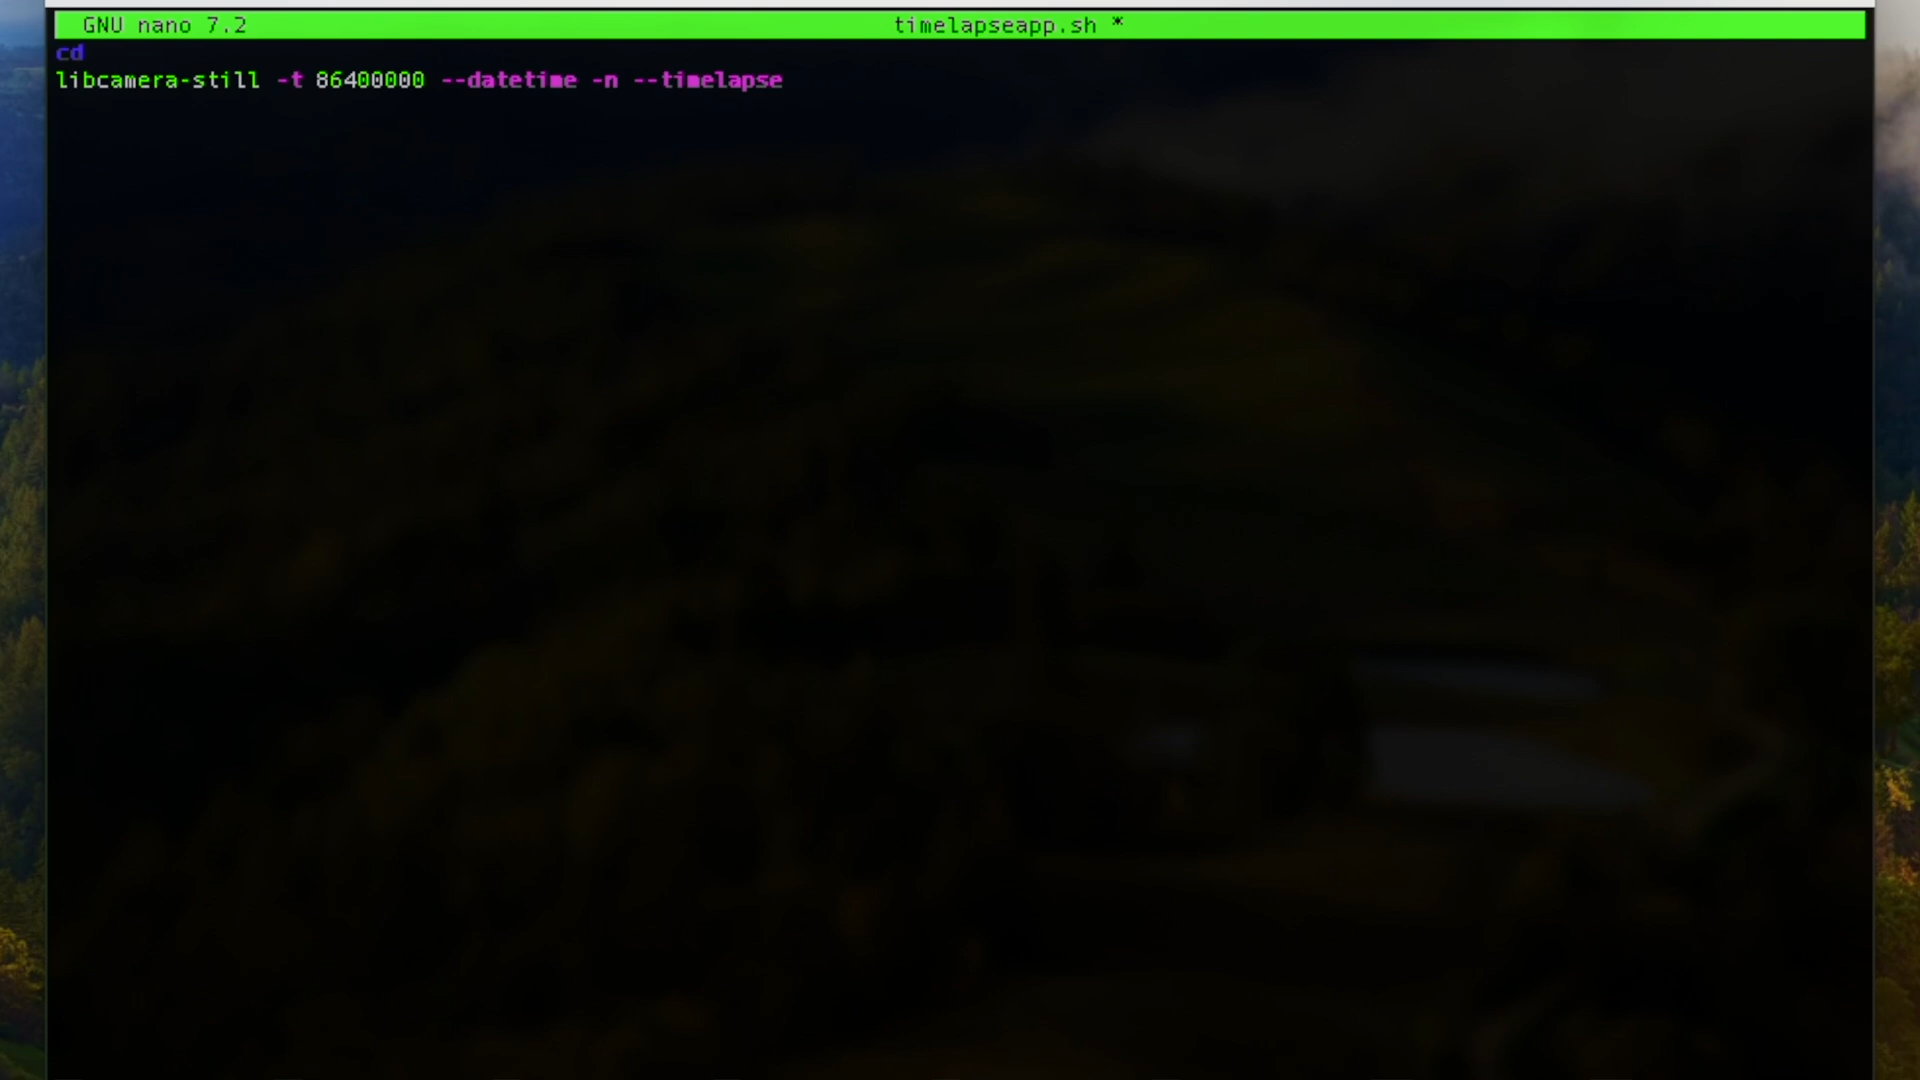 GNU nano 7.2 timelapseapp.sh *
cd
libcamera-still -t 86400000 --datetime -n --timelapse